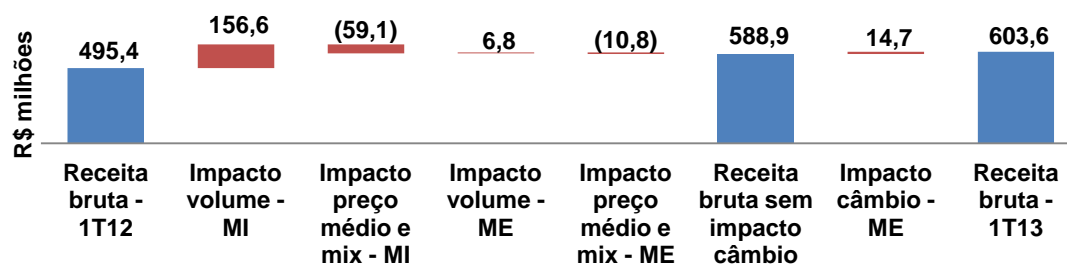 R$ milhões
495,4
156,6
(59,1)
6,8
(10,8)
588,9
14,7
603,6
Receita
bruta -
1T12
Impacto
volume -
MI
Impacto
preço
médio e
mix - MI
Impacto
volume -
ME
Impacto
preço
médio e
mix - ME
Receita
bruta sem
impacto
câmbio
Impacto
câmbio -
ME
Receita
bruta -
1T13